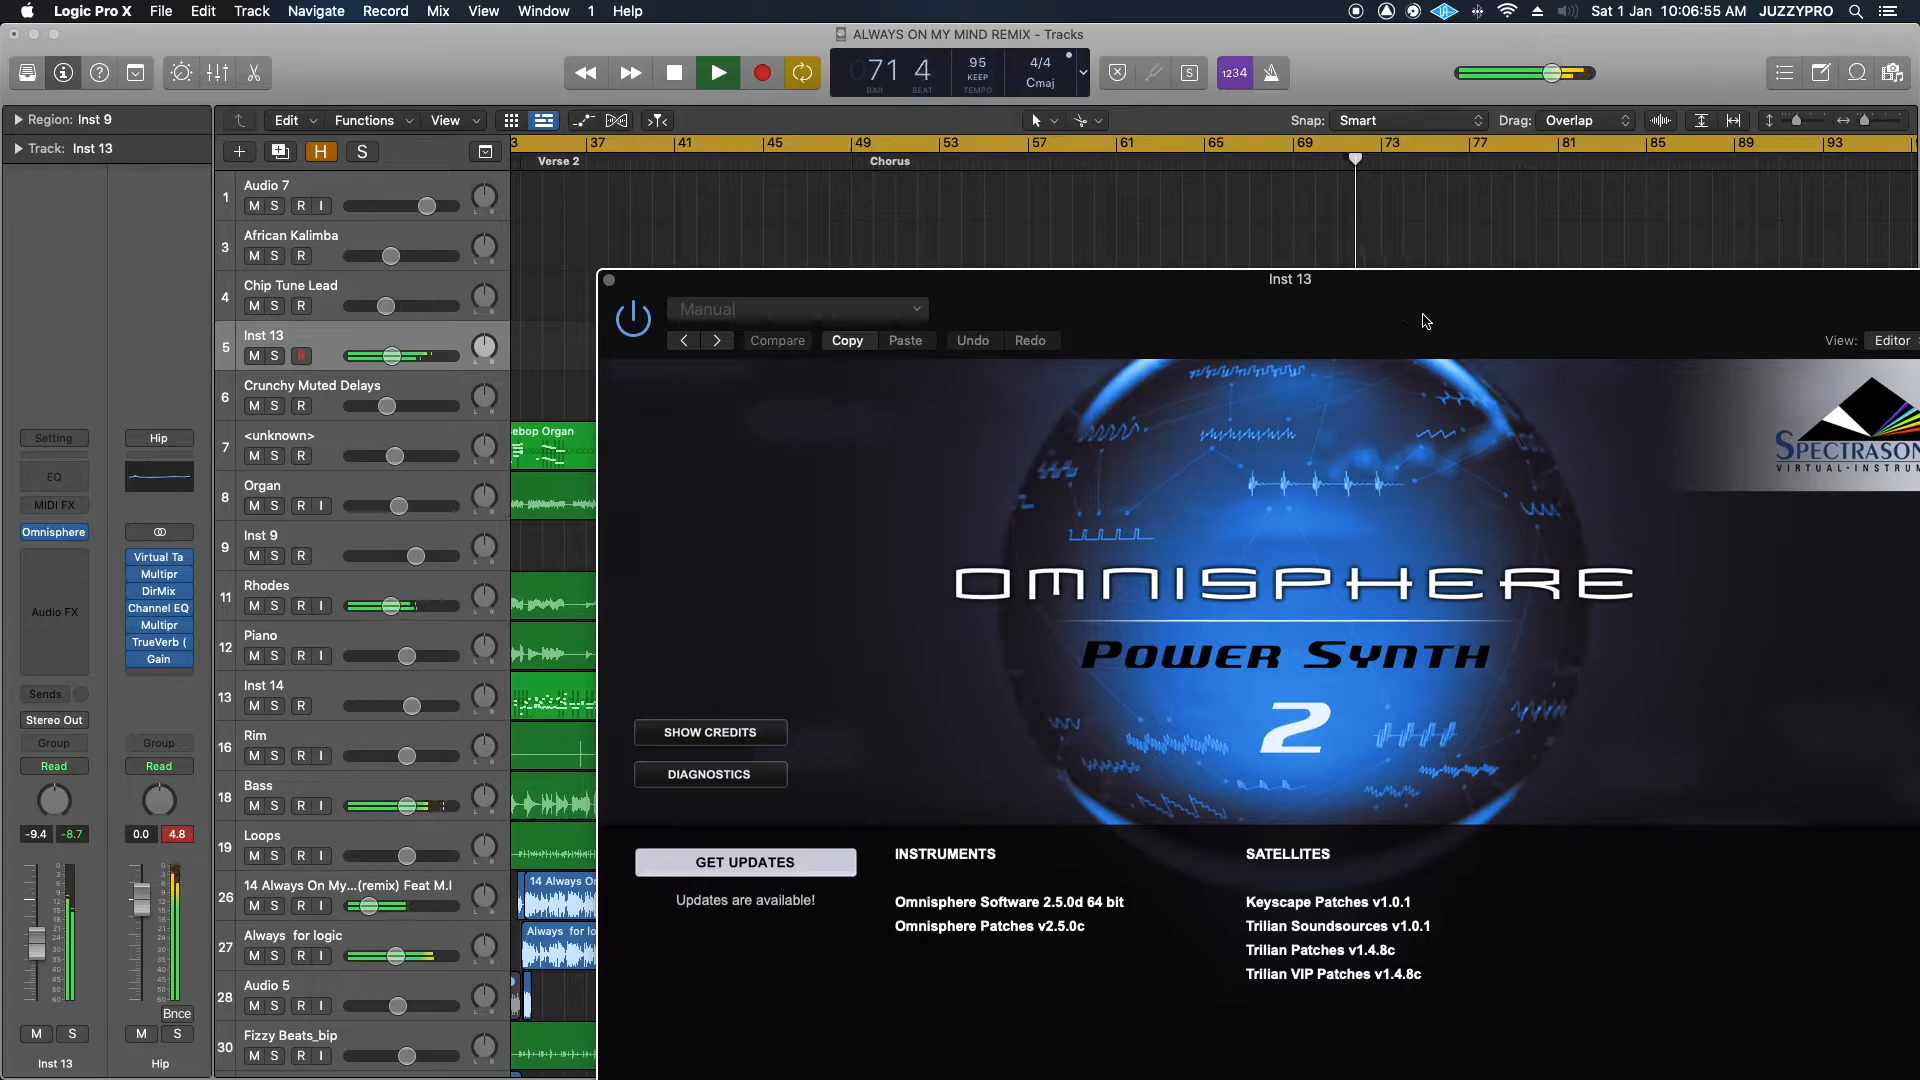 Logic Pro X File Edit Track Navigate Record Mix View Window 1 Help
Sat 1 Jan 10:06:55 AM JUZZYPRO
ALWAYS ON MY MIND REMIX - Tracks
71 4
BAR BEAT
95
KEEP
TEMPO
4/4
Cmaj
S
1234
Region: Inst 9
Track: Inst 13
Edit Functions View
Snap: Smart
Drag: Overlap
H S
37 41 45 49 53 57 61 65 69 73 77 81 85 89 93
Verse 2
Chorus
1 Audio 7
M S R I
3 African Kalimba
M S R
4 Chip Tune Lead
M S R
5 Inst 13
M S R
6 Crunchy Muted Delays
M S R
7 <unknown>
M S R
ebop Organ
8 Organ
M S R I
9 Inst 9
M S R
11 Rhodes
M S R I
12 Piano
M S R I
13 Inst 14
M S R
16 Rim
M S R I
18 Bass
M S R I
19 Loops
M S R I
26 14 Always On My...(remix) Feat M.I
M S R I
14 Always On
27 Always for logic
M S R I
Always for lo
28 Audio 5
M S R I
30 Fizzy Beats_bip
M S R I
Setting
EQ
MIDI FX
Omnisphere
Audio FX
Sends
Stereo Out
Group
Read
-9.4 -8.7
M S
Inst 13
Hip
Virtual Ta
Multipr
DirMix
Channel EQ
Multipr
TrueVerb (
Gain
Group
Read
0.0 4.8
Bnce
M S
Hip
Inst 13
Manual
Compare Copy Paste Undo Redo
View: Editor
SPECTRASON
VIRTUAL INSTRUM
OMNISPHERE
POWER SYNTH
2
SHOW CREDITS
DIAGNOSTICS
GET UPDATES
Updates are available!
INSTRUMENTS
Omnisphere Software 2.5.0d 64 bit
Omnisphere Patches v2.5.0c
SATELLITES
Keyscape Patches v1.0.1
Trilian Soundsources v1.0.1
Trilian Patches v1.4.8c
Trilian VIP Patches v1.4.8c